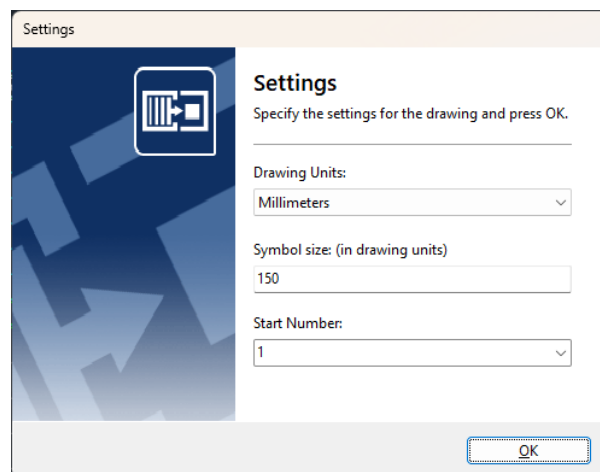 Settings
Settings
Specify the settings for the drawing and press OK.
Drawing Units:
Millimeters
Symbol size: (in drawing units)
150
Start Number:
1
OK